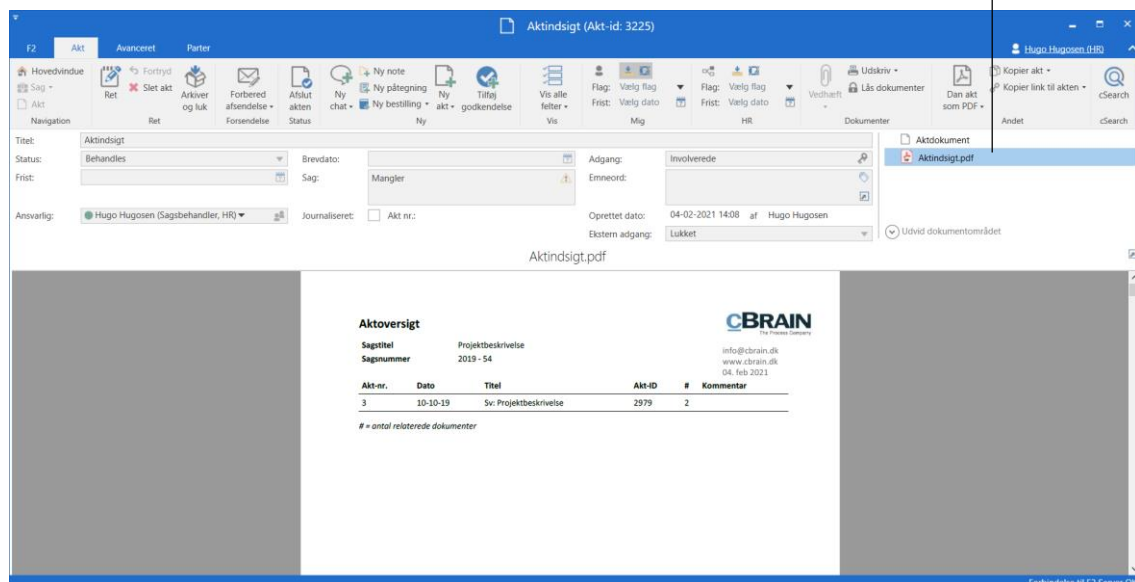 Aktindsigt (Akt-id: 3225)
F2 Akt Avanceret Parter Hugo Hugosen (HR)
Hovedvindue
Sag
Akt
Navigation
Ret
Fortryd
Slet akt
Arkiver og luk
Ret
Forbered afsendelse
Forsendelse
Afslut akten
Status
Ny chat
Ny note
Ny påtegning
Ny bestilling
Ny akt
Tilføj godkendelse
Ny
Vis alle felter
Vis
Flag: Vælg flag
Frist: Vælg dato
Mig
Flag: Vælg flag
Frist: Vælg dato
HR
Vedhæft
Udskriv
Lås dokumenter
Dokumenter
Dan akt som PDF
Kopier akt
Kopier link til akten
Andet
cSearch
cSearch
Titel: Aktindsigt
Status: Behandles Brevdato: Adgang: Involverede
Frist: Sag: Mangler Emneord:
Ansvarlig: Hugo Hugosen (Sagsbehandler, HR) Journaliseret: Akt nr.: Oprettet dato: 04-02-2021 14:08 af Hugo Hugosen
Ekstern adgang: Lukket
Aktdokument
Aktindsigt.pdf
Udvid dokumentområdet
Aktindsigt.pdf
Aktoversigt
CBRAIN
The Process Company
Sagstitel Projektbeskrivelse
Sagsnummer 2019 - 54
info@cbrain.dk
www.cbrain.dk
04. feb 2021
Akt-nr. Dato Titel Akt-ID # Kommentar
3 10-10-19 Sv: Projektbeskrivelse 2979 2
# = antal relaterede dokumenter